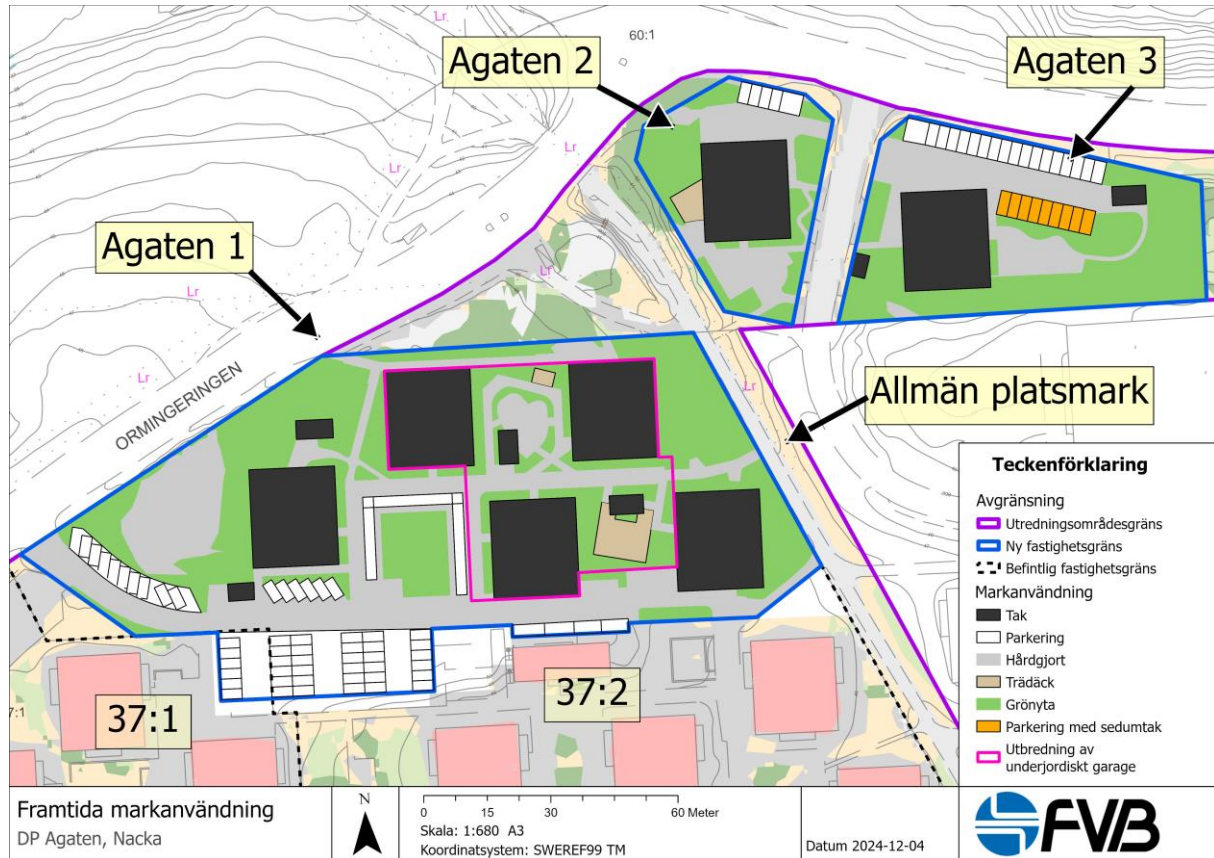 Lr
60:1
Agaten 2
Agaten 3
Lr
Lr
Agaten 1
Lr
Lr
ORMINGERINGEN
Lr
Lr
Allmän platsmark
37:1
37:2
7:1
Teckenförklaring
Avgränsning
Utredningsområdesgräns
Ny fastighetsgräns
Befintlig fastighetsgräns
Markanvändning
Tak
Parkering
Hårdgjort
Trädäck
Grönyta
Parkering med sedumtak
Utbredning av
underjordiskt garage
Framtida markanvändning
DP Agaten, Nacka
N
0 15 30 60 Meter
Skala: 1:680 A3
Koordinatsystem: SWEREF99 TM
Datum 2024-12-04
FVB